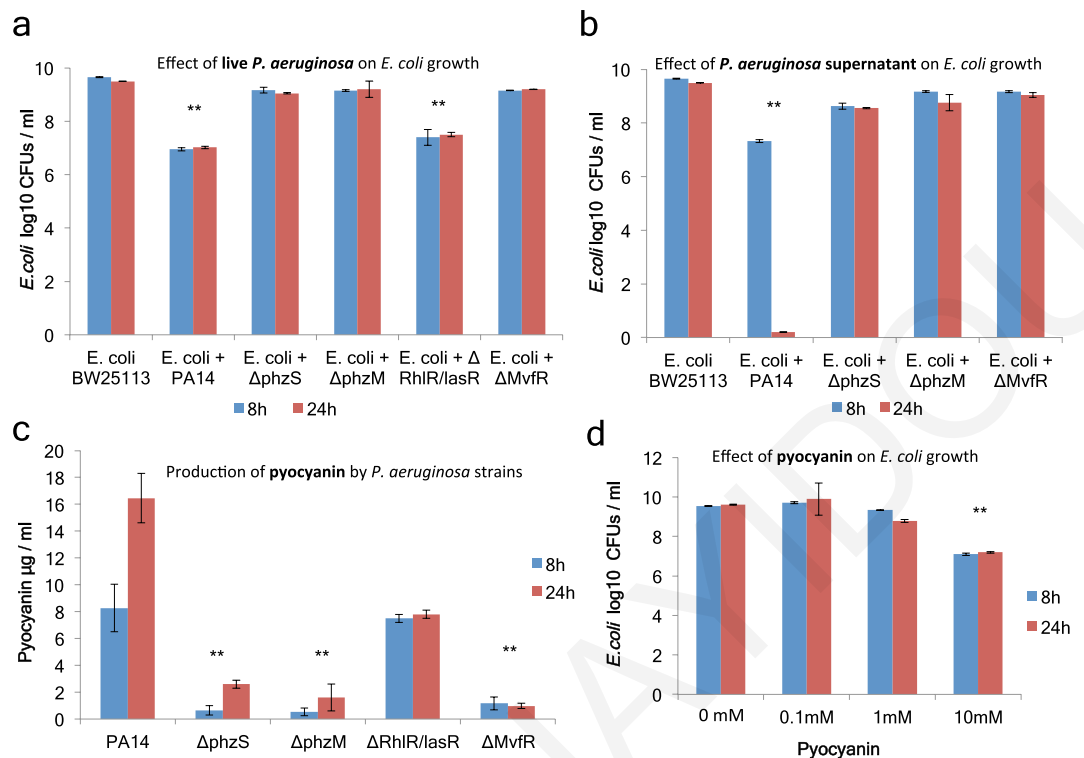 a
Effect of live P. aeruginosa on E. coli growth
E.coli log10 CFUs / ml
10
8
6
4
2
0
**
**
E. coli BW25113
E. coli + PA14
E. coli + ΔphzS
E. coli + ΔphzM
E. coli + Δ RhlR/lasR
E. coli + ΔMvfR
8h
24h
b
Effect of P. aeruginosa supernatant on E. coli growth
E.coli log10 CFUs / ml
10
8
6
4
2
0
**
E. coli BW25113
E. coli + PA14
E. coli + ΔphzS
E. coli + ΔphzM
E. coli + ΔMvfR
8h
24h
c
Production of pyocyanin by P. aeruginosa strains
Pyocyanin µg / ml
20
18
16
14
12
10
8
6
4
2
0
**
**
**
PA14
ΔphzS
ΔphzM
ΔRhlR/lasR
ΔMvfR
8h
24h
d
Effect of pyocyanin on E. coli growth
E.coli log10 CFUs / ml
12
10
8
6
4
2
0
**
0 mM
0.1mM
1mM
10mM
Pyocyanin
8h
24h